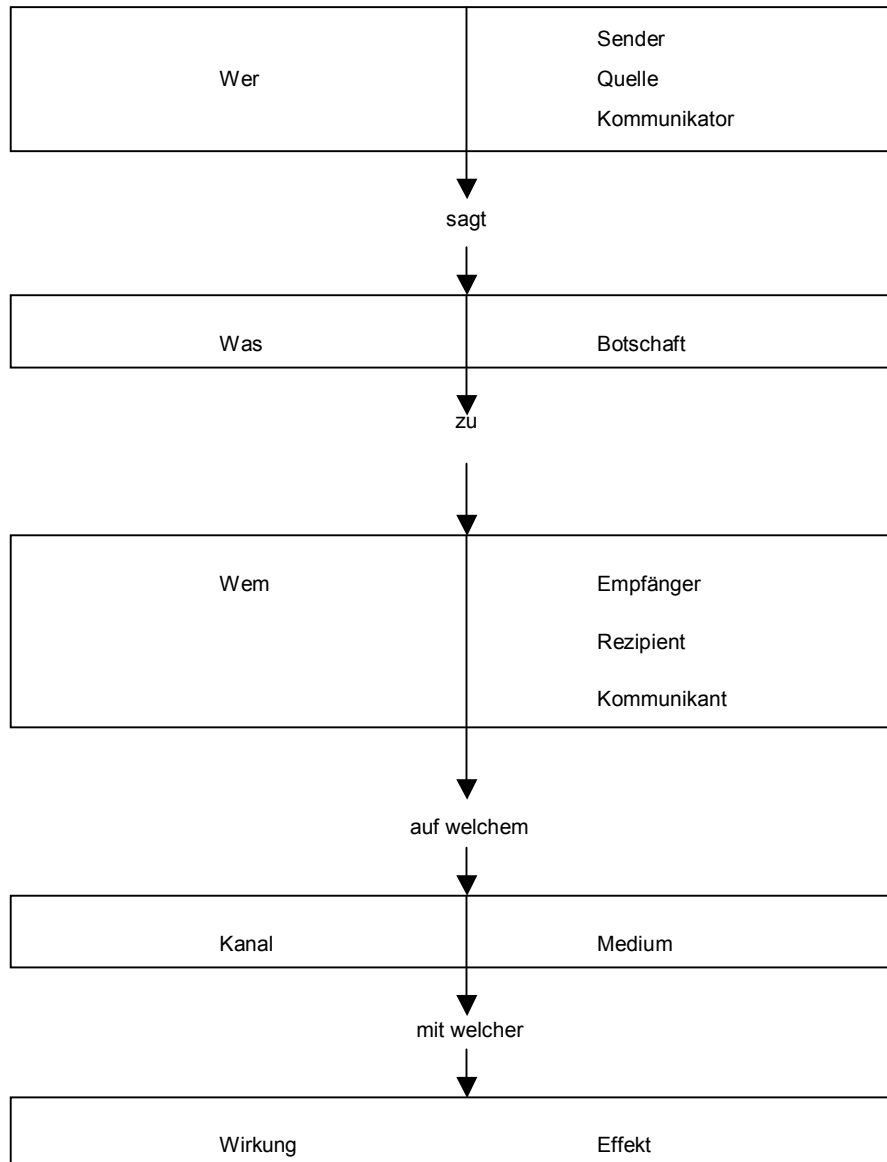 Sender
Wer Quelle
Kommunikator
sagt
Was Botschaft
zu
Wem Empfänger
Rezipient
Kommunikant
auf welchem
Kanal Medium
mit welcher
Wirkung Effekt